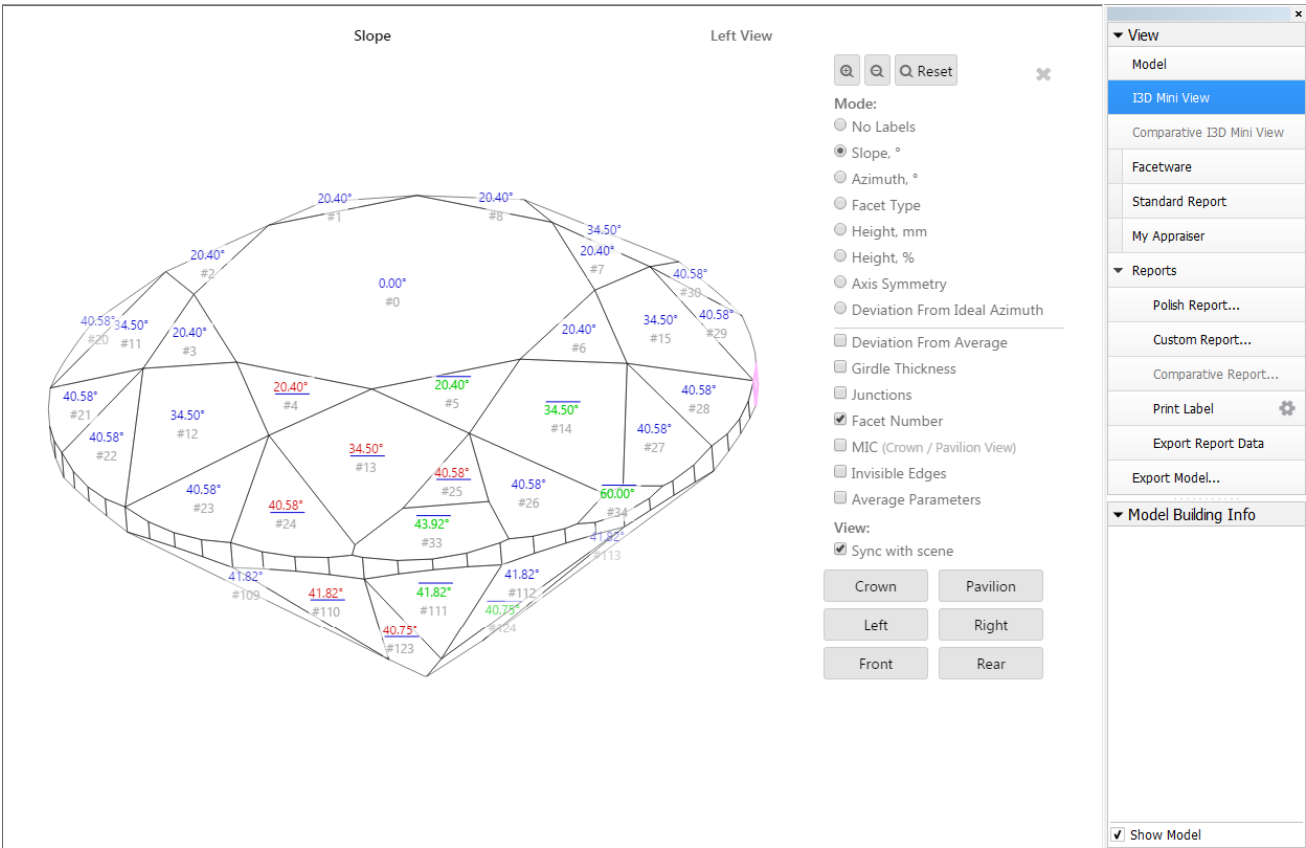 Slope
Left View
Reset
Mode:
No Labels
Slope, °
Azimuth, °
Facet Type
Height, mm
Height, %
Axis Symmetry
Deviation From Ideal Azimuth
Deviation From Average
Girdle Thickness
Junctions
Facet Number
MIC (Crown / Pavilion View)
Invisible Edges
Average Parameters
View:
Sync with scene
Crown
Pavilion
Left
Right
Front
Rear
20.40°
#1
20.40°
#8
34.50°
20.40°
#7
20.40°
#2
40.58°
#30
0.00°
#0
40.58°
#20
34.50°
#11
20.40°
#3
20.40°
#6
34.50°
#15
40.58°
#29
40.58°
#21
20.40°
#4
20.40°
#5
40.58°
#28
34.50°
#12
34.50°
#14
40.58°
#22
34.50°
#13
40.58°
#27
40.58°
#23
40.58°
#24
40.58°
#25
40.58°
#26
60.00°
#34
43.92°
#33
41.82°
#113
41.82°
#109
41.82°
#110
41.82°
#111
41.82°
#112
40.75°
#124
40.75°
#123
View
Model
I3D Mini View
Comparative I3D Mini View
Facetware
Standard Report
My Appraiser
Reports
Polish Report...
Custom Report...
Comparative Report...
Print Label
Export Report Data
Export Model...
Model Building Info
Show Model